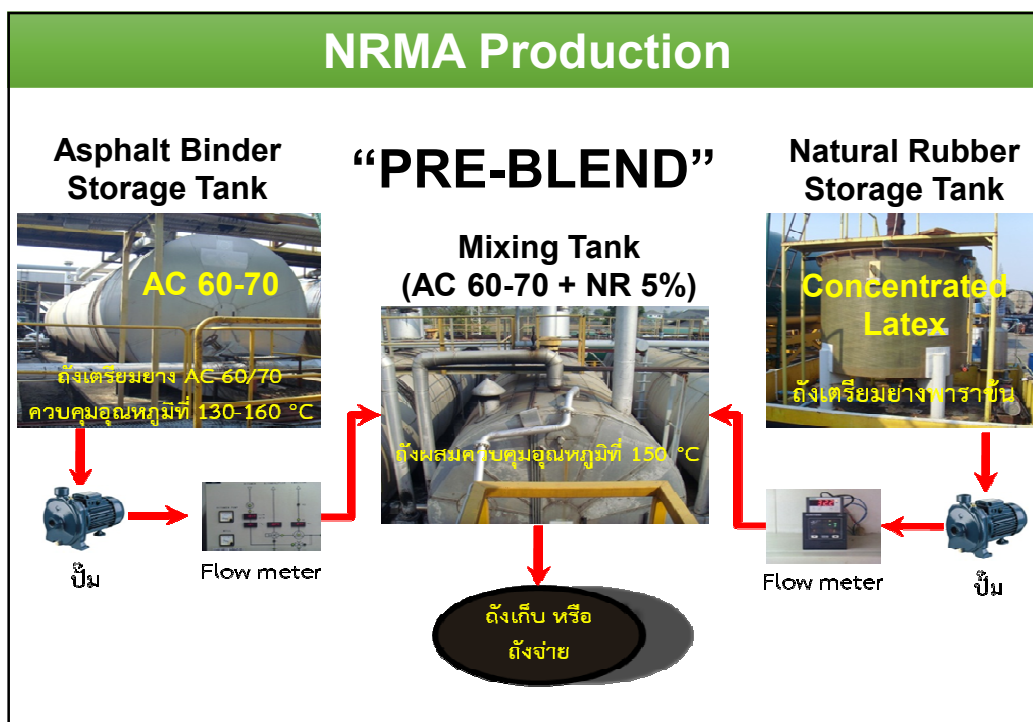 NRMA Production
Asphalt Binder
Storage Tank
“PRE-BLEND”
Natural Rubber
Storage Tank
Mixing Tank
(AC 60-70 + NR 5%)
AC 60-70
ถังเตรียมยาง AC 60/70
ควบคุมอุณหภูมิที่ 130-160 °C
Concentrated
Latex
ถังเตรียมยางพาราข้น
ถังผสมควบคุมอุณหภูมิที่ 150 °C
ปั๊ม
Flow meter
Flow meter
ปั๊ม
ถังเก็บ หรือ
ถังจ่าย